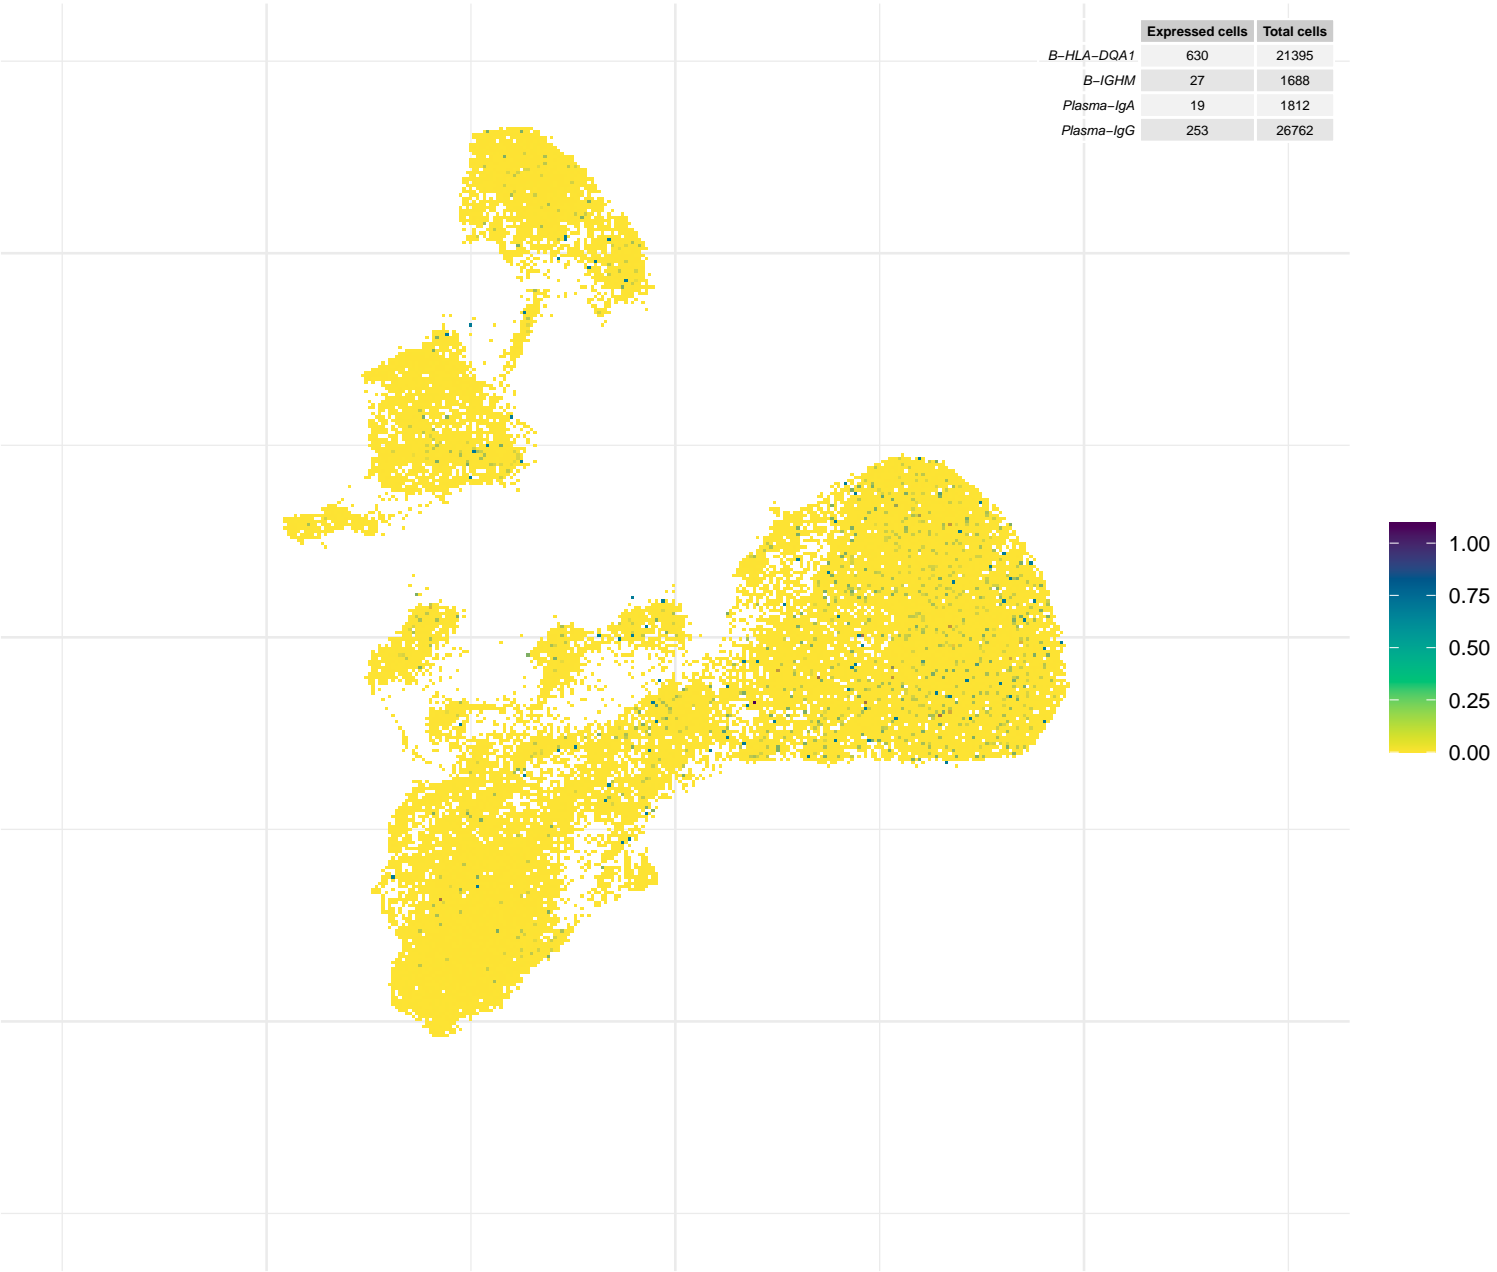 Expressed cells Total cells
B−HLA−DQA1 630 21395
B−IGHM 27 1688
Plasma−IgA 19 1812
Plasma−IgG 253 26762
1.00
0.75
0.50
0.25
0.00